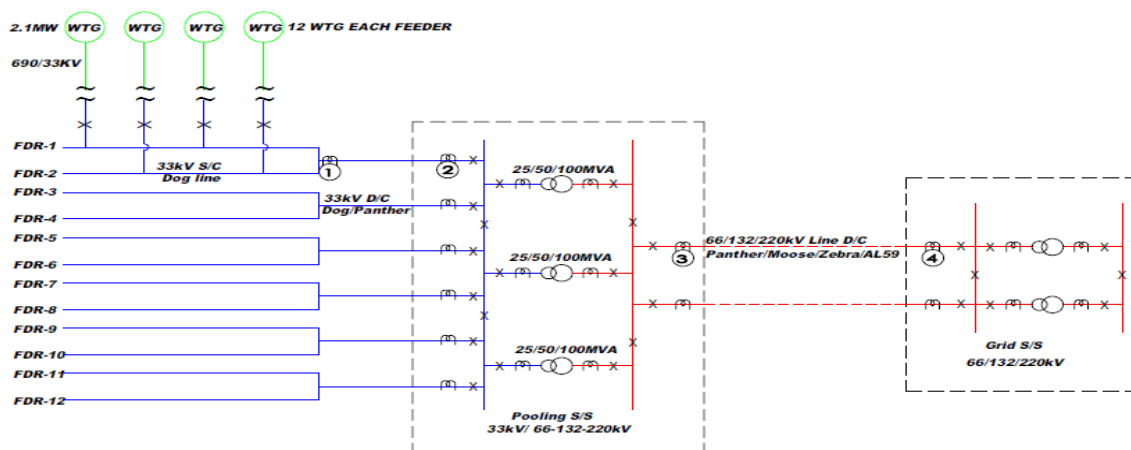 2.1MW WTG WTG WTG WTG 12 WTG EACH FEEDER
690/33KV
FDR-1
FDR-2
33kV S/C
Dog line
1
2
FDR-3
33kV D/C
Dog/Panther
FDR-4
FDR-5
FDR-6
FDR-7
FDR-8
FDR-9
FDR-10
FDR-11
FDR-12
25/50/100MVA
25/50/100MVA
25/50/100MVA
Pooling S/S
33kV/ 66-132-220kV
3
66/132/220kV Line D/C
Panther/Moose/Zebra/AL59
4
Grid S/S
66/132/220kV